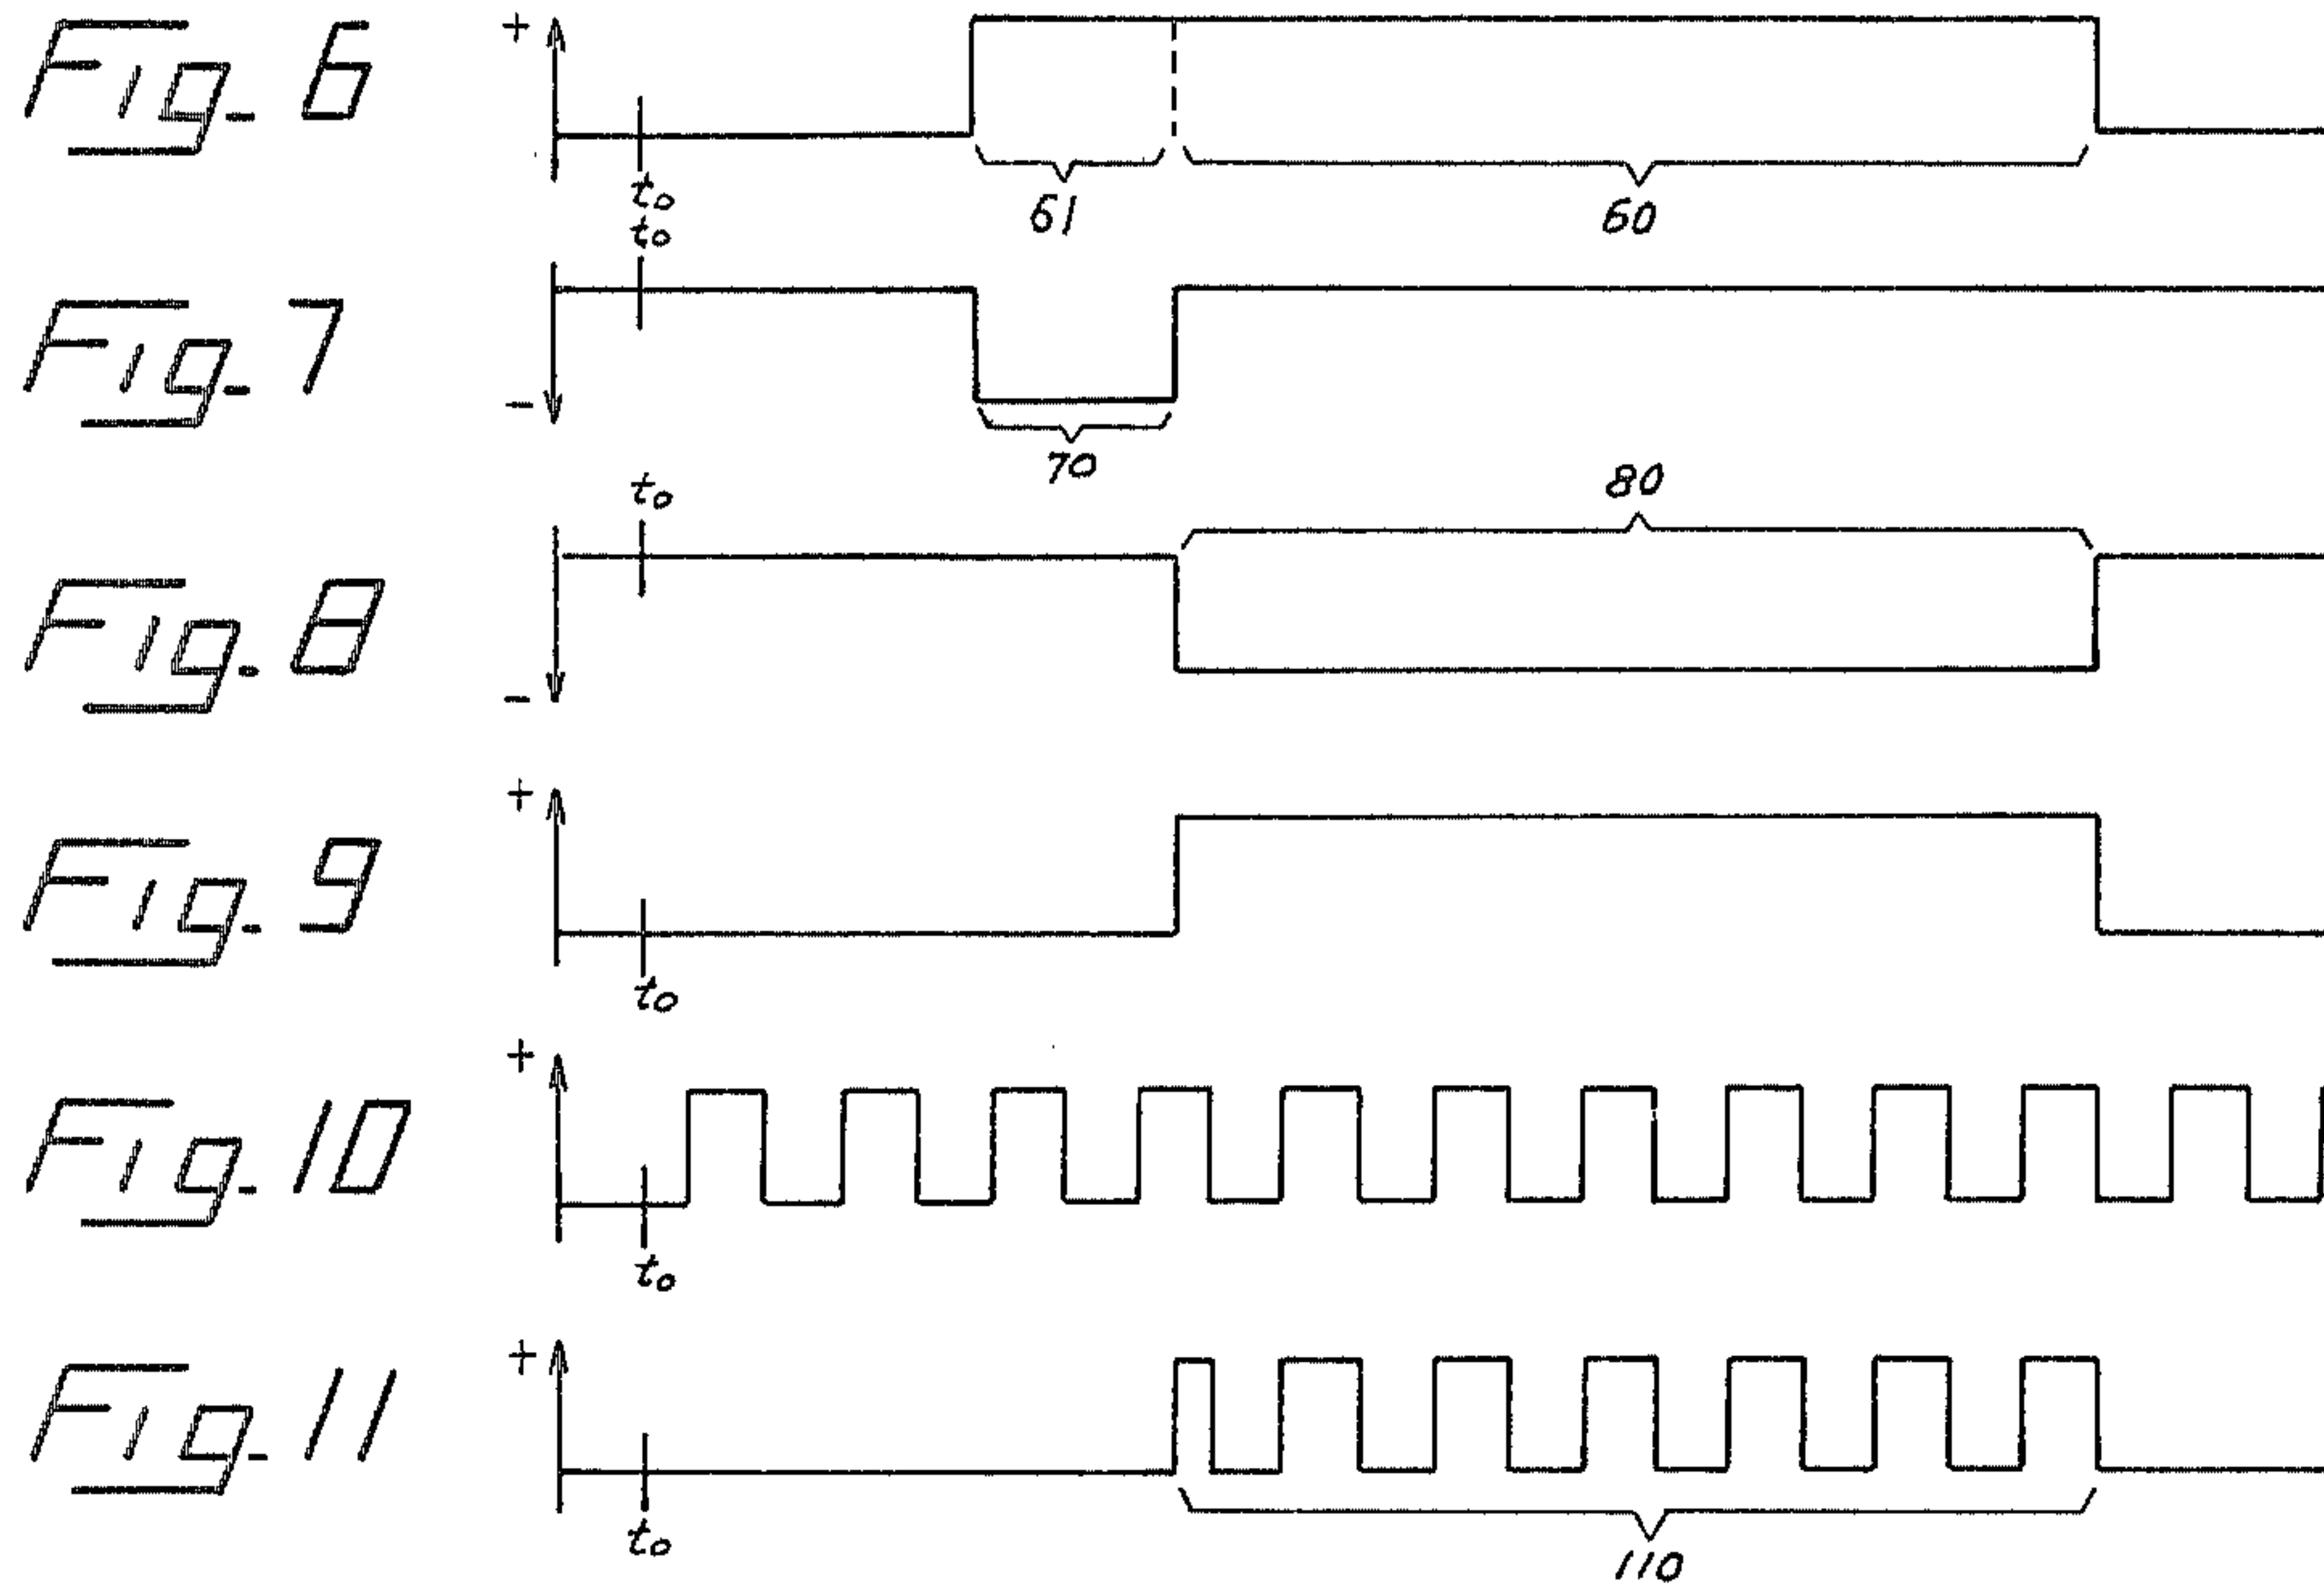 Fig. 6
+
t₀
61
60
t₀
Fig. 7
-
70
t₀
80
Fig. 8
-
+
Fig. 9
t₀
+
Fig. 10
t₀
+
Fig. 11
t₀
110